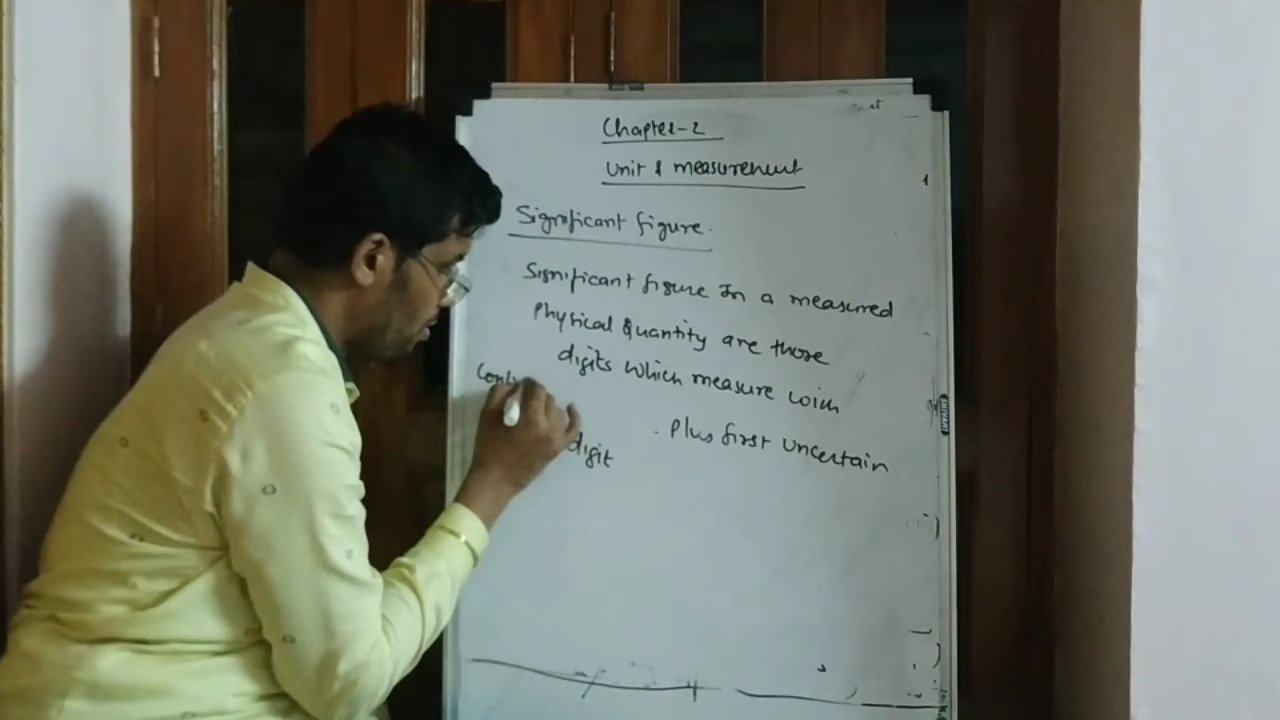 Chapter-2
Unit & measurement
Significant figure.
Significant figure In a measured
Physical Quantity are those
digits which measure with
Plus first uncertain
digit